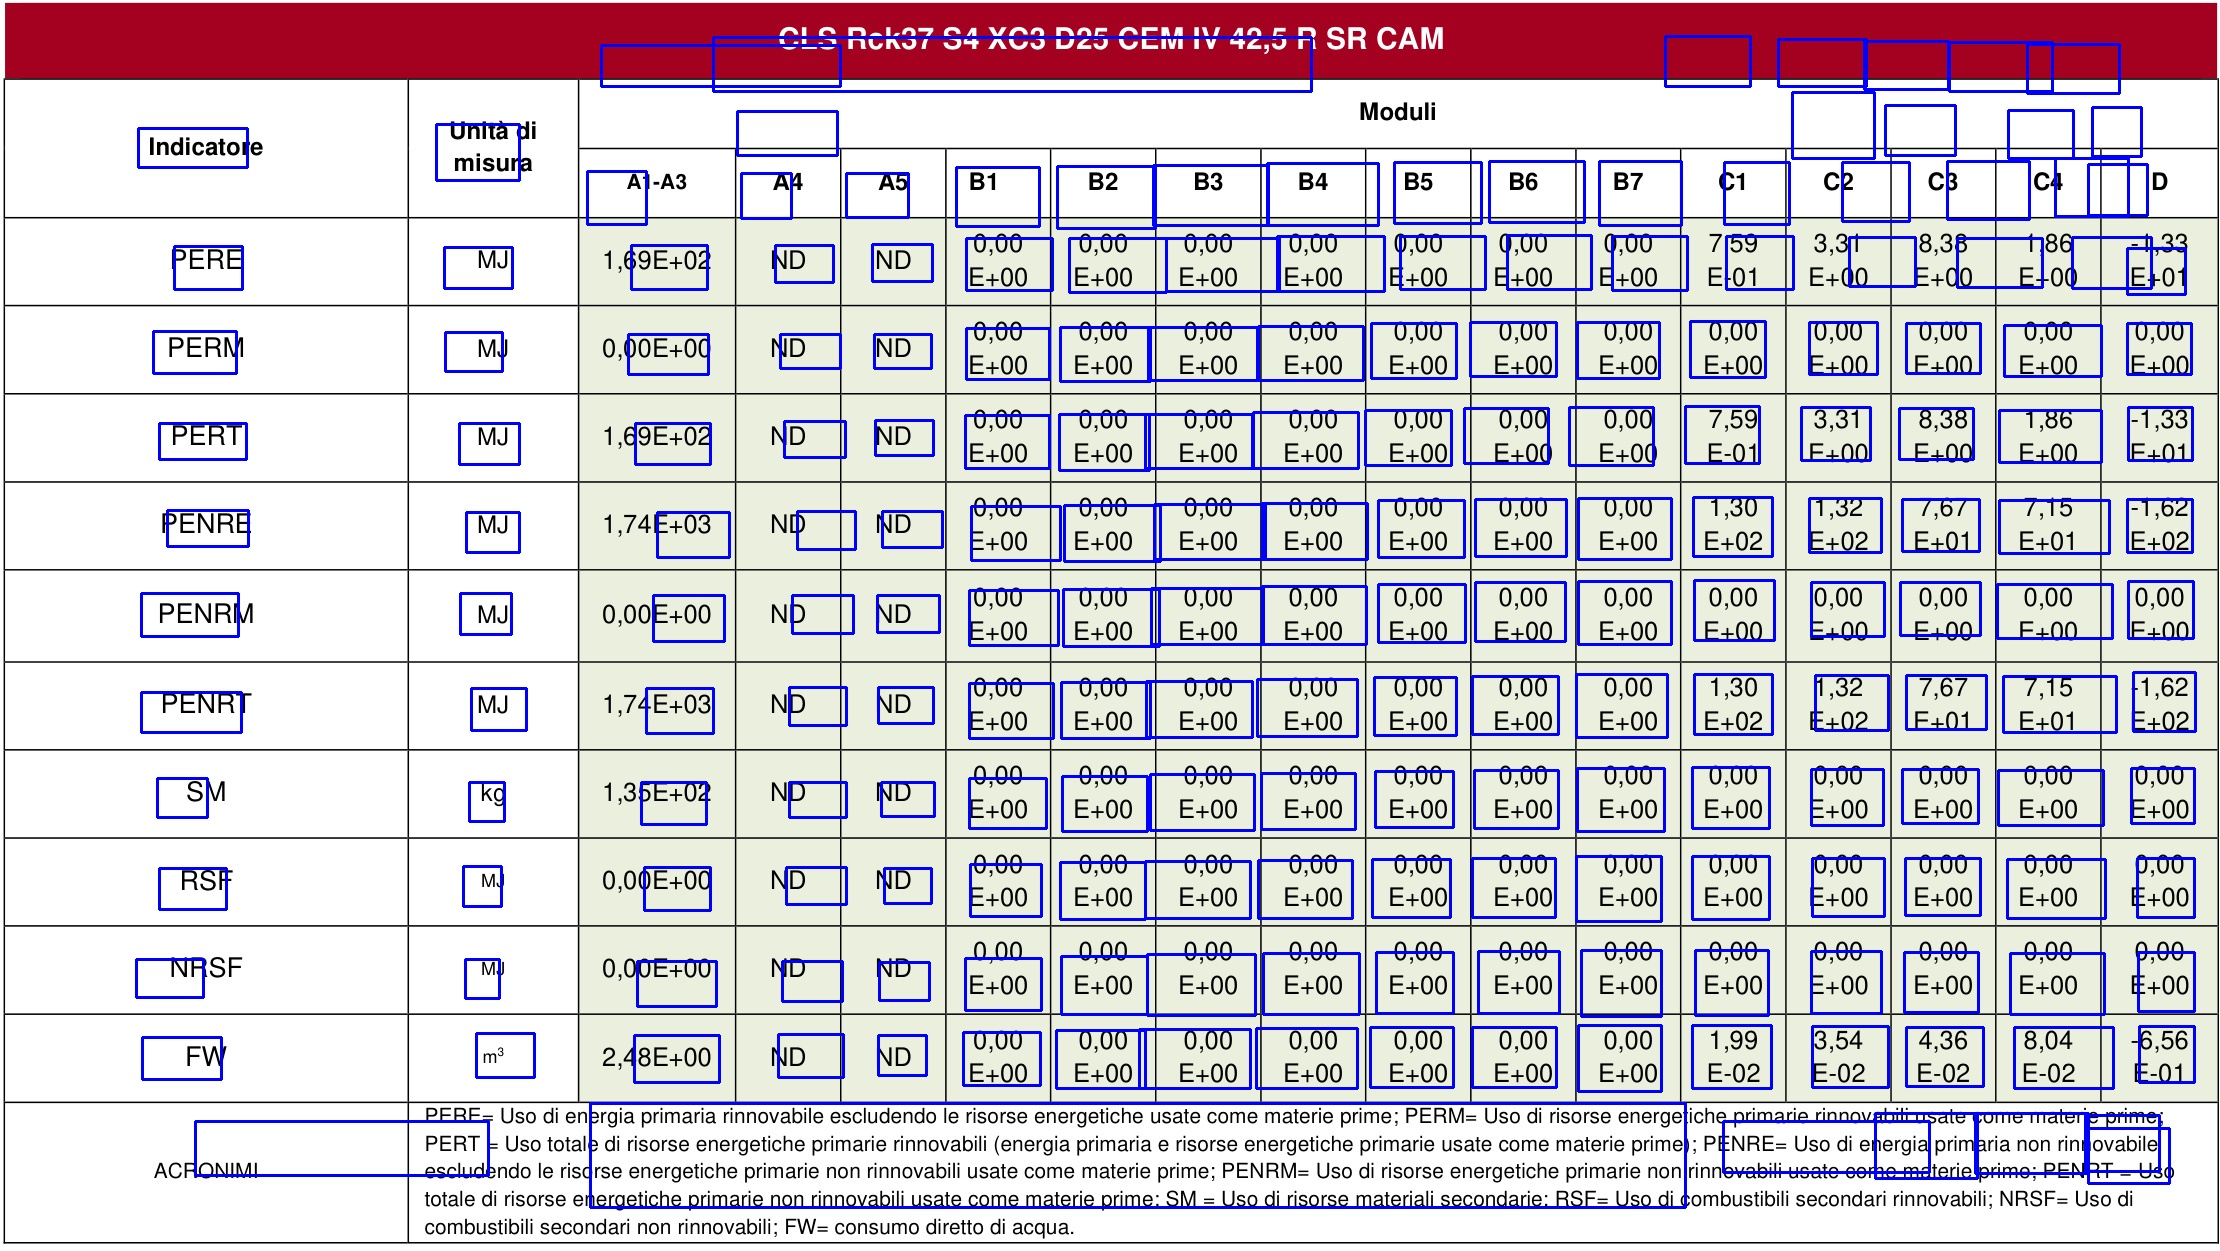 CLS Rck37 S4 XC3 D25 CEM IV 42,5 R SR CAM
Indicatore Unità di misura Moduli
A1-A3 A4 A5 B1 B2 B3 B4 B5 B6 B7 C1 C2 C3 C4 D
PERE MJ 1,69E+02 ND ND 0,00 E+00 0,00 E+00 0,00 E+00 0,00 E+00 0,00 E+00 0,00 E+00 0,00 E+00 7,59 E-01 3,31 E+00 8,38 E+00 1,86 E+00 -1,33 E+01
PERM MJ 0,00E+00 ND ND 0,00 E+00 0,00 E+00 0,00 E+00 0,00 E+00 0,00 E+00 0,00 E+00 0,00 E+00 0,00 E+00 0,00 E+00 0,00 E+00 0,00 E+00 0,00 E+00
PERT MJ 1,69E+02 ND ND 0,00 E+00 0,00 E+00 0,00 E+00 0,00 E+00 0,00 E+00 0,00 E+00 0,00 E+00 7,59 E-01 3,31 E+00 8,38 E+00 1,86 E+00 -1,33 E+01
PENRE MJ 1,74E+03 ND ND 0,00 E+00 0,00 E+00 0,00 E+00 0,00 E+00 0,00 E+00 0,00 E+00 0,00 E+00 1,30 E+02 1,32 E+02 7,67 E+01 7,15 E+01 -1,62 E+02
PENRM MJ 0,00E+00 ND ND 0,00 E+00 0,00 E+00 0,00 E+00 0,00 E+00 0,00 E+00 0,00 E+00 0,00 E+00 0,00 E+00 0,00 E+00 0,00 E+00 0,00 E+00 0,00 E+00
PENRT MJ 1,74E+03 ND ND 0,00 E+00 0,00 E+00 0,00 E+00 0,00 E+00 0,00 E+00 0,00 E+00 0,00 E+00 1,30 E+02 1,32 E+02 7,67 E+01 7,15 E+01 -1,62 E+02
SM kg 1,35E+02 ND ND 0,00 E+00 0,00 E+00 0,00 E+00 0,00 E+00 0,00 E+00 0,00 E+00 0,00 E+00 0,00 E+00 0,00 E+00 0,00 E+00 0,00 E+00 0,00 E+00
RSF MJ 0,00E+00 ND ND 0,00 E+00 0,00 E+00 0,00 E+00 0,00 E+00 0,00 E+00 0,00 E+00 0,00 E+00 0,00 E+00 0,00 E+00 0,00 E+00 0,00 E+00 0,00 E+00
NRSF MJ 0,00E+00 ND ND 0,00 E+00 0,00 E+00 0,00 E+00 0,00 E+00 0,00 E+00 0,00 E+00 0,00 E+00 0,00 E+00 0,00 E+00 0,00 E+00 0,00 E+00 0,00 E+00
FW m³ 2,48E+00 ND ND 0,00 E+00 0,00 E+00 0,00 E+00 0,00 E+00 0,00 E+00 0,00 E+00 0,00 E+00 1,99 E-02 3,54 E-02 4,36 E-02 8,04 E-02 -6,56 E-01
ACRONIMI
PERE= Uso di energia primaria rinnovabile escludendo le risorse energetiche usate come materie prime; PERM= Uso di risorse energetiche primarie rinnovabili usate come materie prime;
PERT = Uso totale di risorse energetiche primarie rinnovabili (energia primaria e risorse energetiche primarie usate come materie prime); PENRE= Uso di energia primaria non rinnovabile
escludendo le risorse energetiche primarie non rinnovabili usate come materie prime; PENRM= Uso di risorse energetiche primarie non rinnovabili usate come materie prime; PENRT = Uso
totale di risorse energetiche primarie non rinnovabili usate come materie prime; SM = Uso di risorse materiali secondarie; RSF= Uso di combustibili secondari rinnovabili; NRSF= Uso di
combustibili secondari non rinnovabili; FW= consumo diretto di acqua.